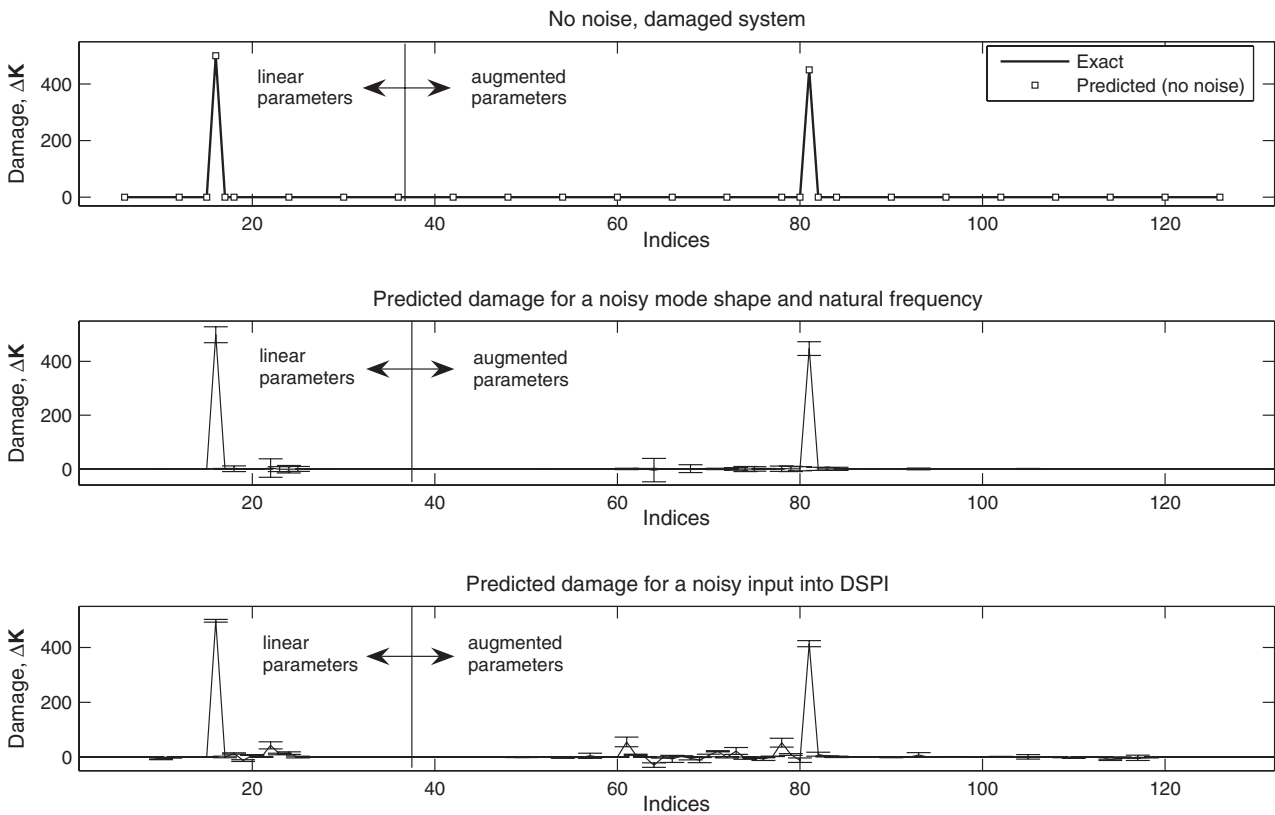 No noise, damaged system
Damage, ΔK
400
200
0
linear
parameters
augmented
parameters
Exact
Predicted (no noise)
20
40
60
80
100
120
Indices
Predicted damage for a noisy mode shape and natural frequency
Damage, ΔK
400
200
0
linear
parameters
augmented
parameters
20
40
60
80
100
120
Indices
Predicted damage for a noisy input into DSPI
Damage, ΔK
400
200
0
linear
parameters
augmented
parameters
20
40
60
80
100
120
Indices